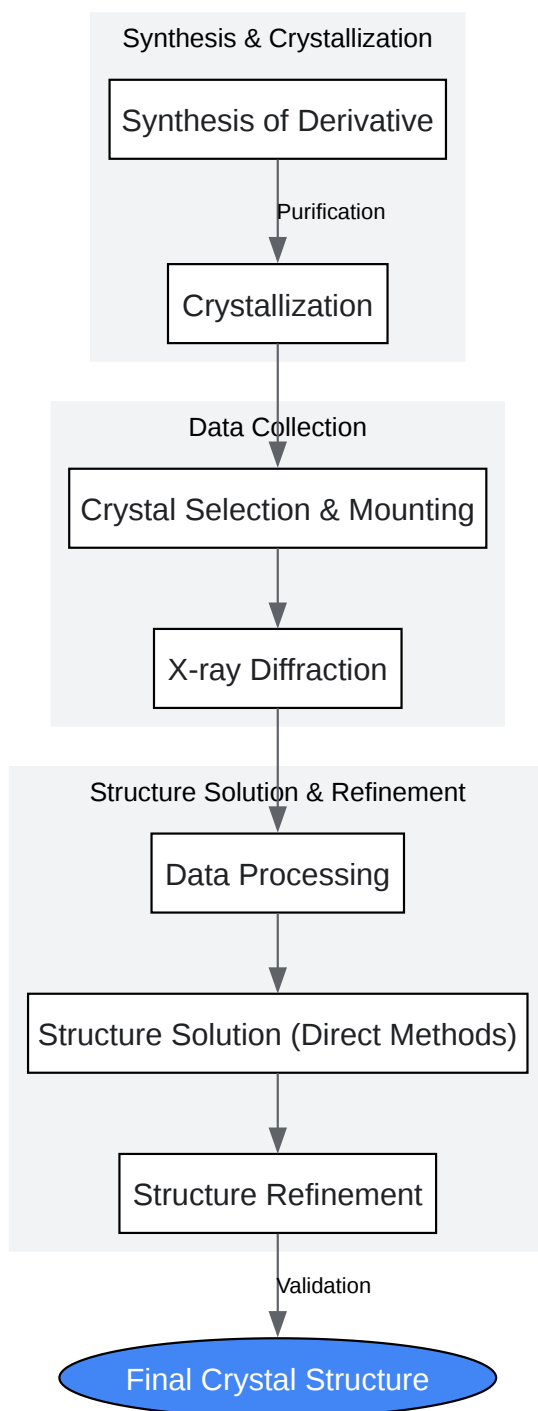 Synthesis & Crystallization
Synthesis of Derivative
Purification
Crystallization
Data Collection
Crystal Selection & Mounting
X-ray Diffraction
Structure Solution & Refinement
Data Processing
Structure Solution (Direct Methods)
Structure Refinement
Validation
Final Crystal Structure